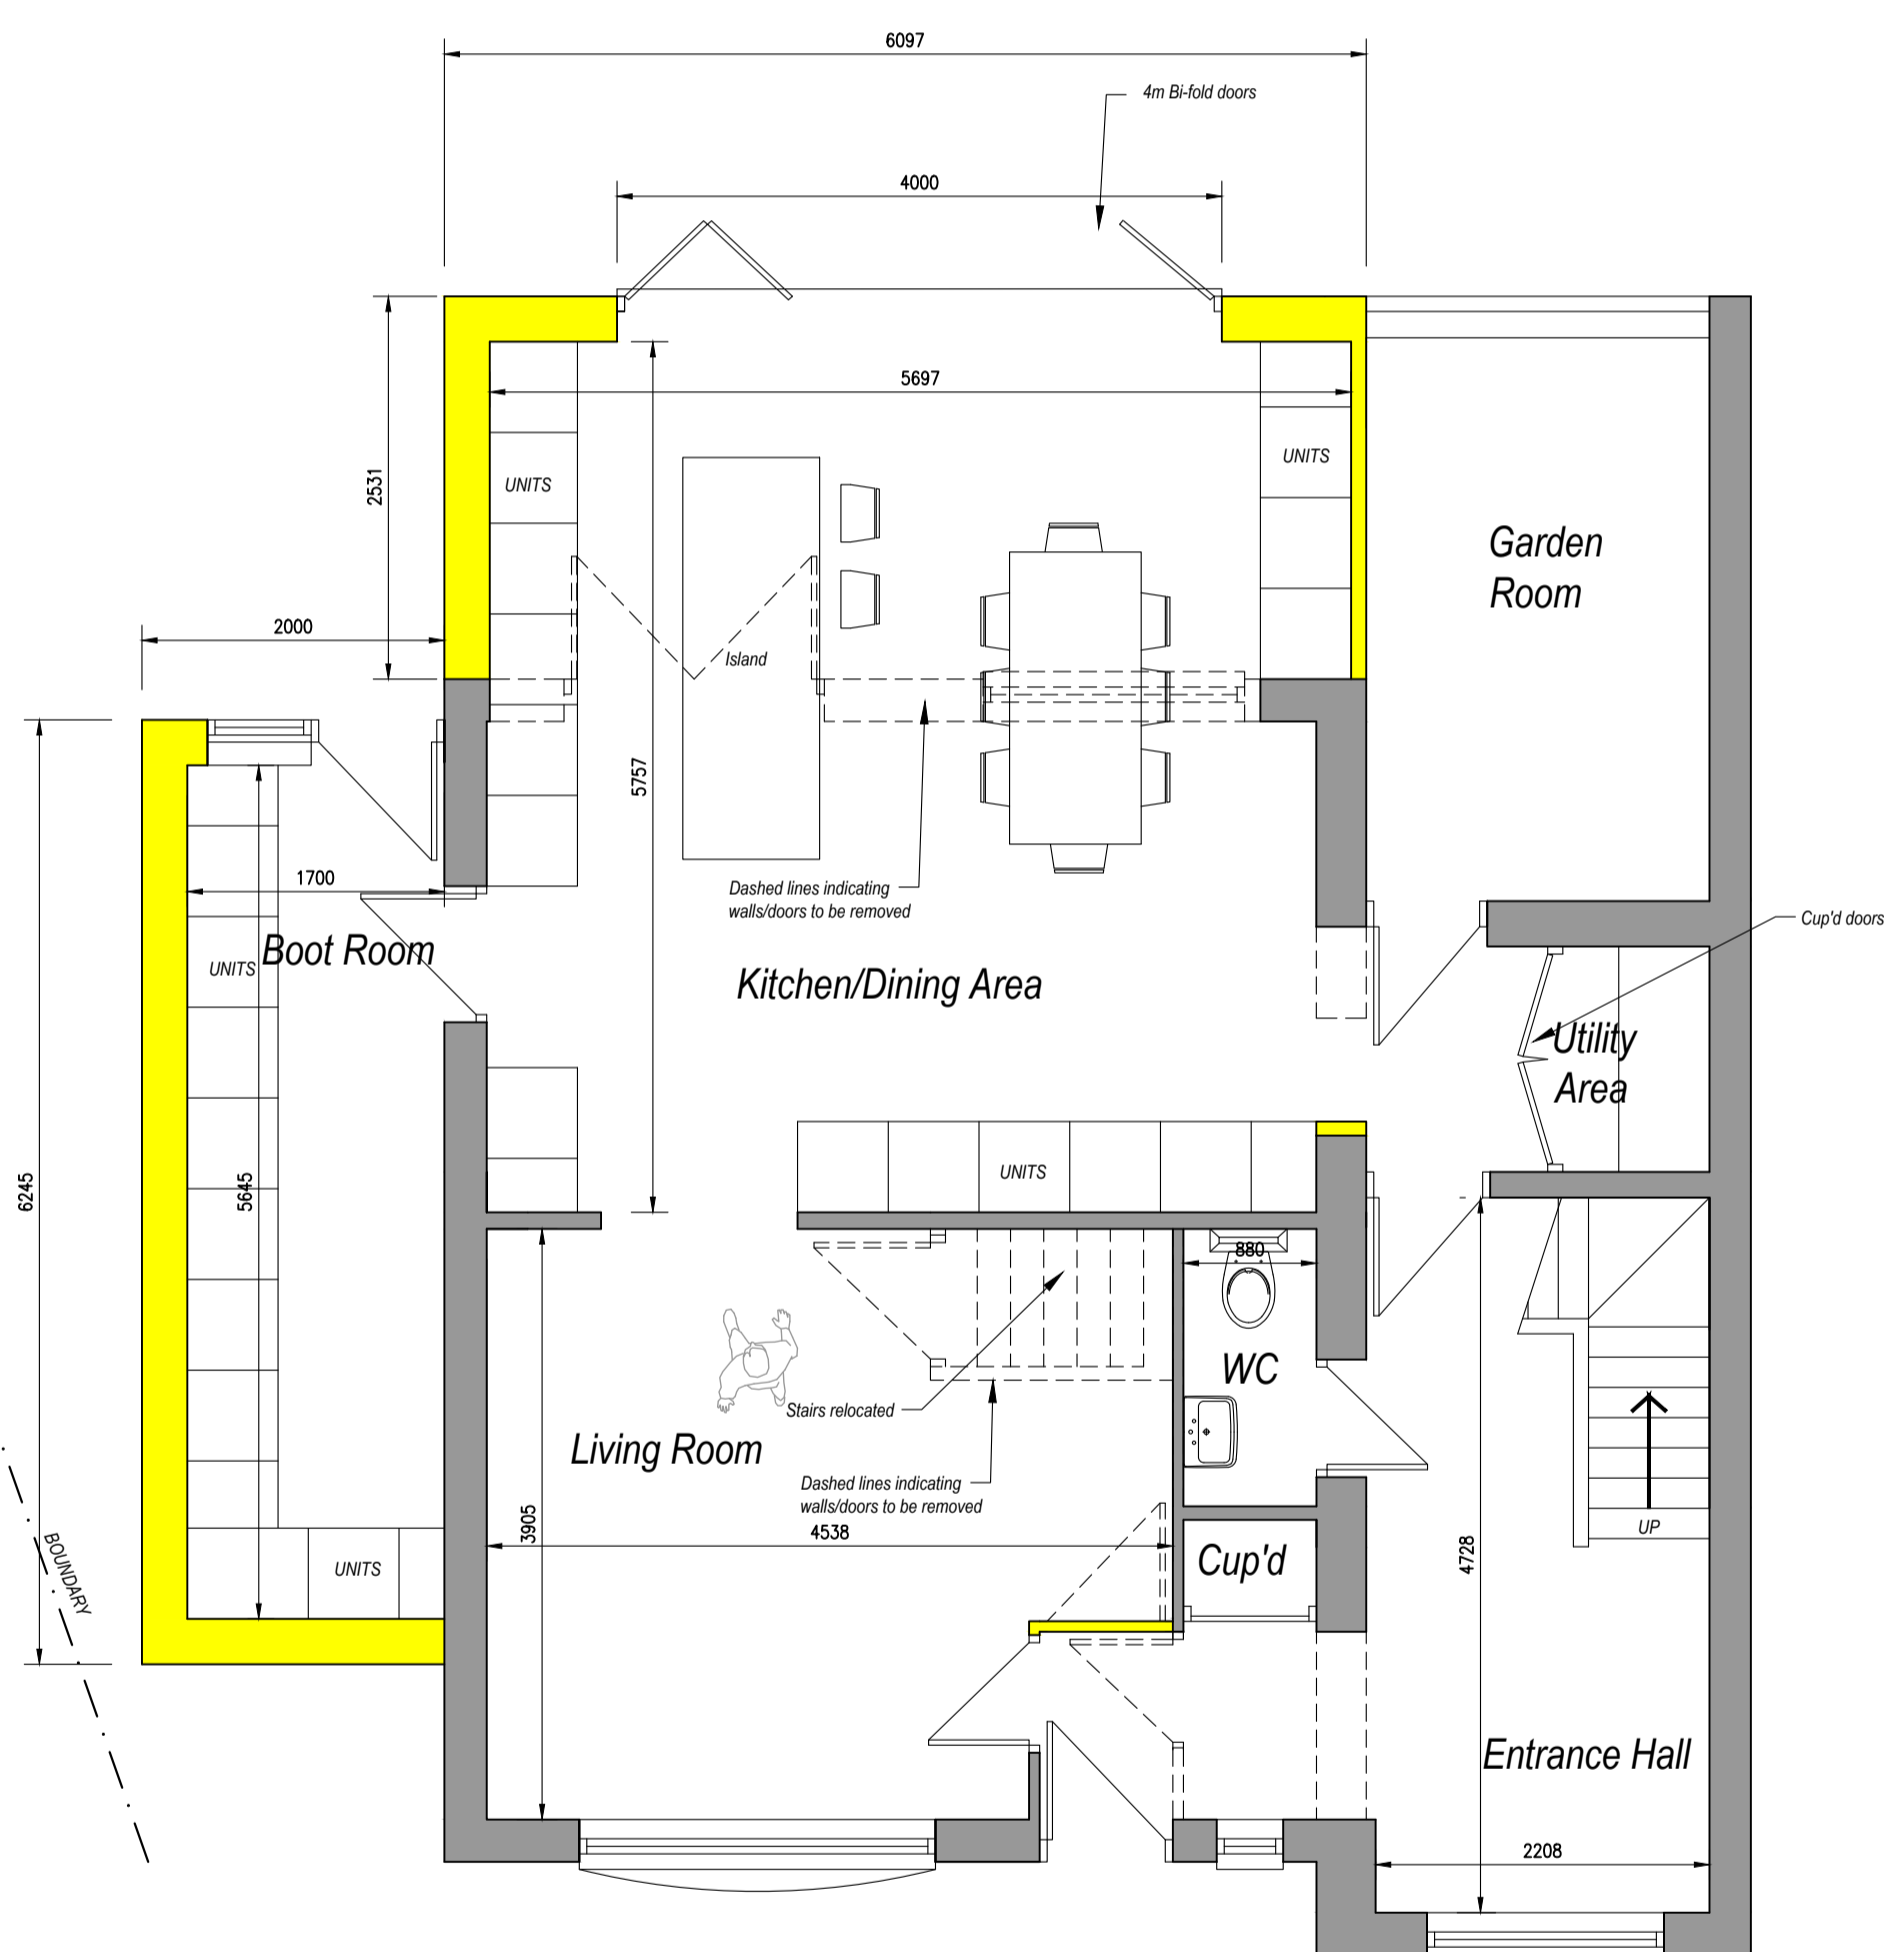 6097
4m Bi-fold doors
4000
5697
2531
UNITS
UNITS
Garden
Room
2000
Island
5757
1700
Dashed lines indicating
walls/doors to be removed
Cup'd doors
Boot Room
UNITS
Kitchen/Dining Area
Utility
Area
6245
5645
UNITS
880
WC
Stairs relocated
Living Room
Dashed lines indicating
walls/doors to be removed
3905
4538
UP
4728
BOUNDARY
UNITS
Cup'd
Entrance Hall
2208